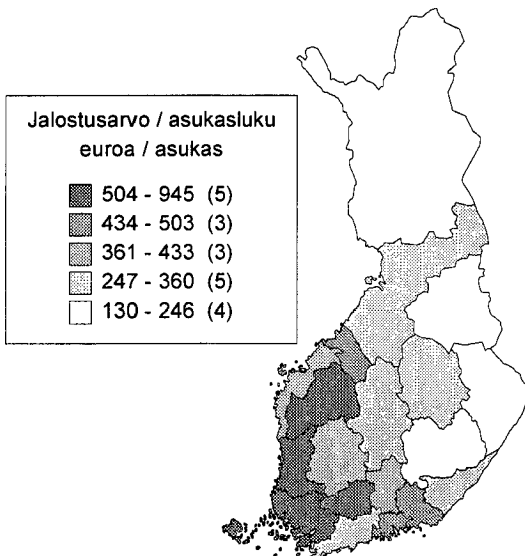 Jalostusarvo / asukasluku
euroa / asukas
504 - 945 (5)
434 - 503 (3)
361 - 433 (3)
247 - 360 (5)
130 - 246 (4)